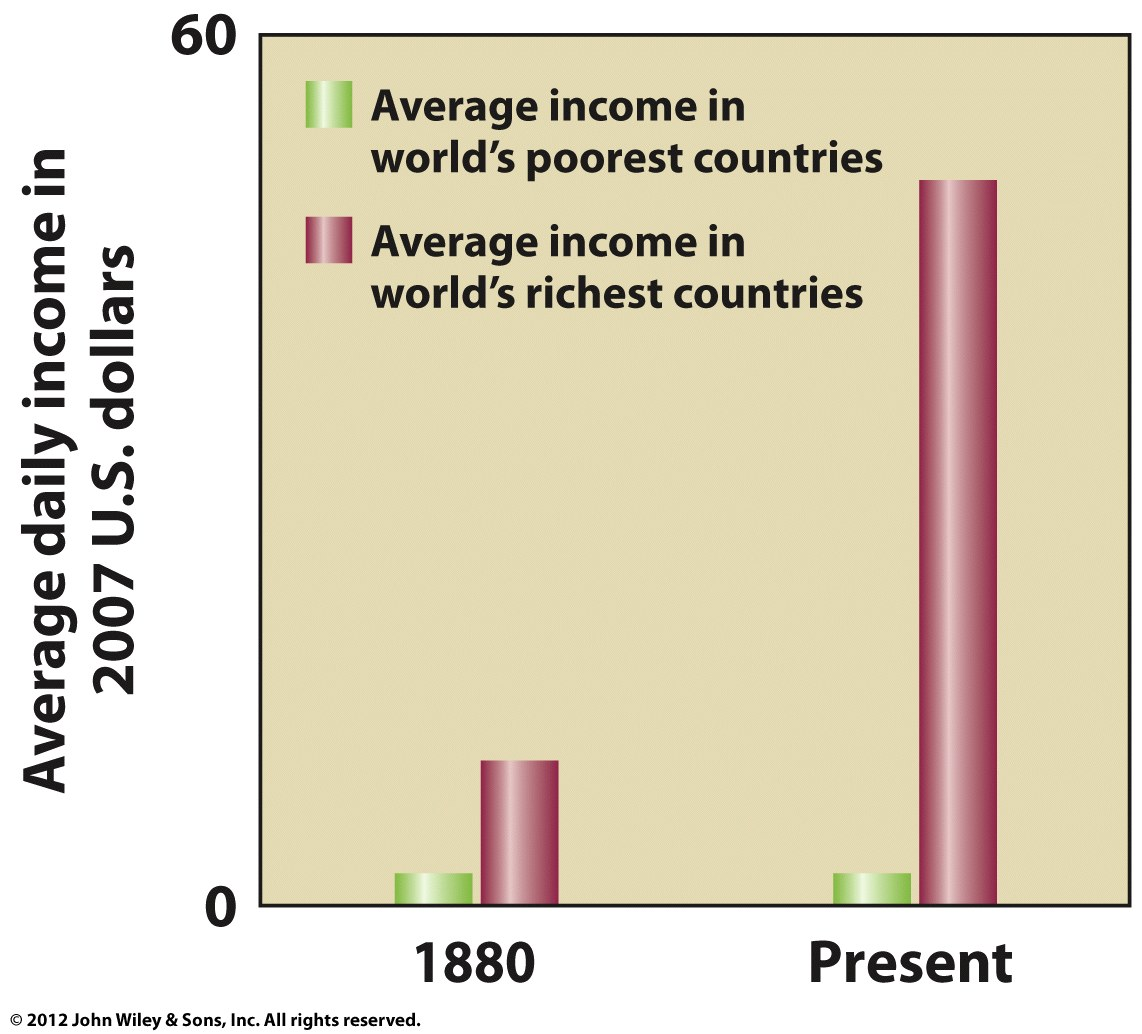 60
Average income in
world’s poorest countries
Average income in
world’s richest countries
Average daily income in
2007 U.S. dollars
0
1880
Present
© 2012 John Wiley & Sons, Inc. All rights reserved.